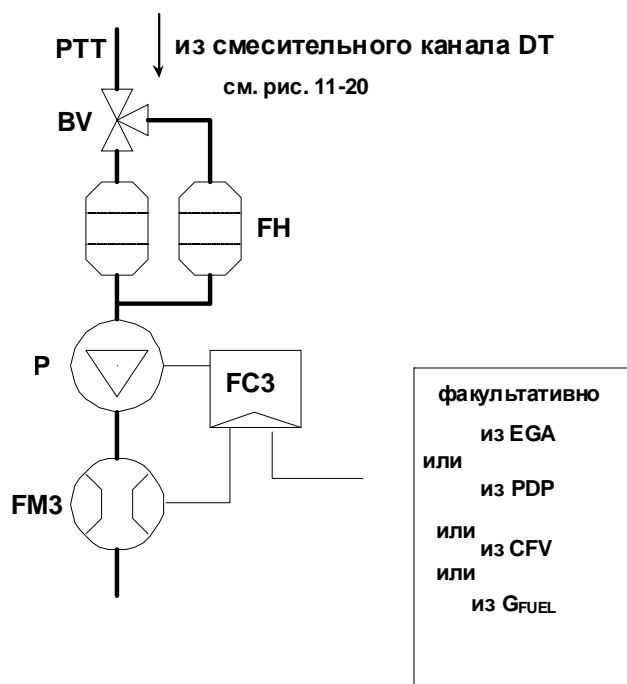 PTT
из смесительного канала DT
см. рис. 11-20
BV
FH
P
FC3
FM3
факультативно
из EGA
или
из PDP
или
из CFV
или
из GFUEL